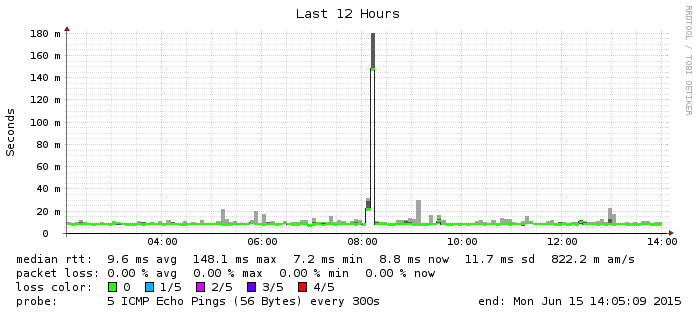 Last 12 Hours
RRDTOOL / TOBI OETIKER
Seconds
180 m
160 m
140 m
120 m
100 m
80 m
60 m
40 m
20 m
0
04:00 06:00 08:00 10:00 12:00 14:00
median rtt: 9.6 ms avg 148.1 ms max 7.2 ms min 8.8 ms now 11.7 ms sd 822.2 m am/s
packet loss: 0.00 % avg 0.00 % max 0.00 % min 0.00 % now
loss color: 0 1/5 2/5 3/5 4/5
probe: 5 ICMP Echo Pings (56 Bytes) every 300s end: Mon Jun 15 14:05:09 2015